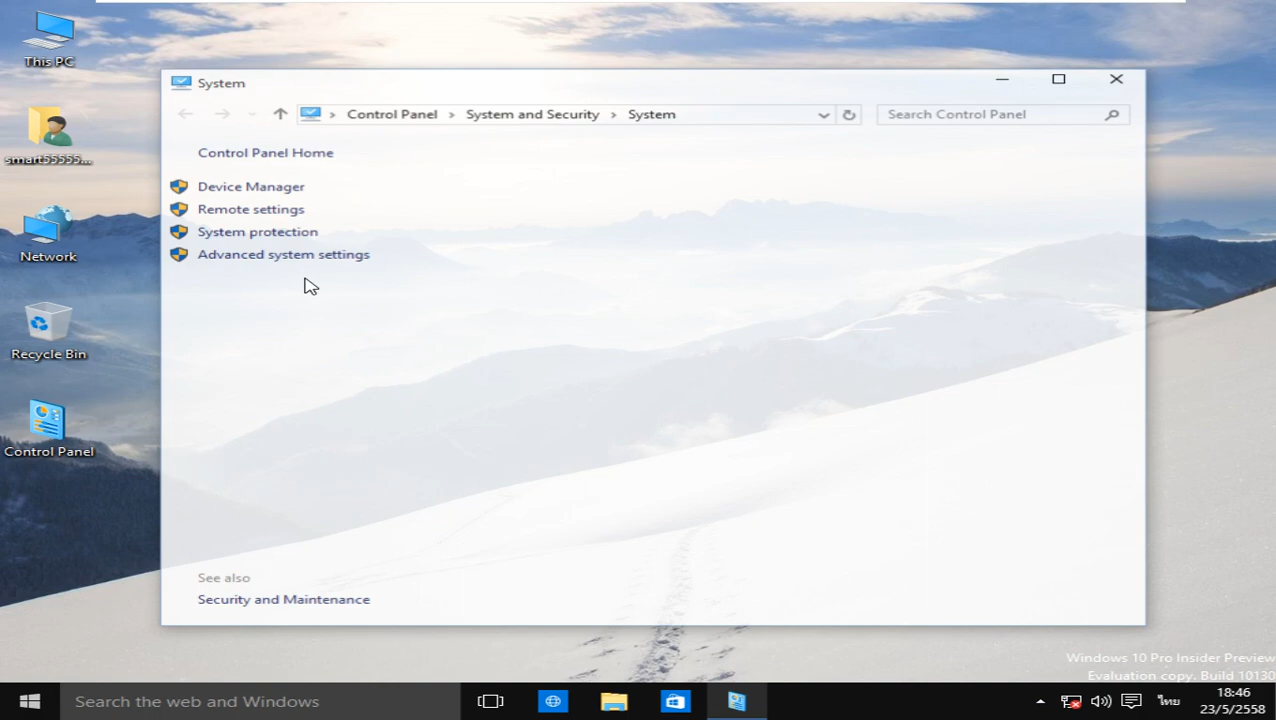 This PC
smart55555...
Network
Recycle Bin
Control Panel
System
Control Panel > System and Security > System
Search Control Panel
Control Panel Home
Device Manager
Remote settings
System protection
Advanced system settings
See also
Security and Maintenance
Windows 10 Pro Insider Preview
Evaluation copy. Build 10130
Search the web and Windows
ไทย
18:46
23/5/2558